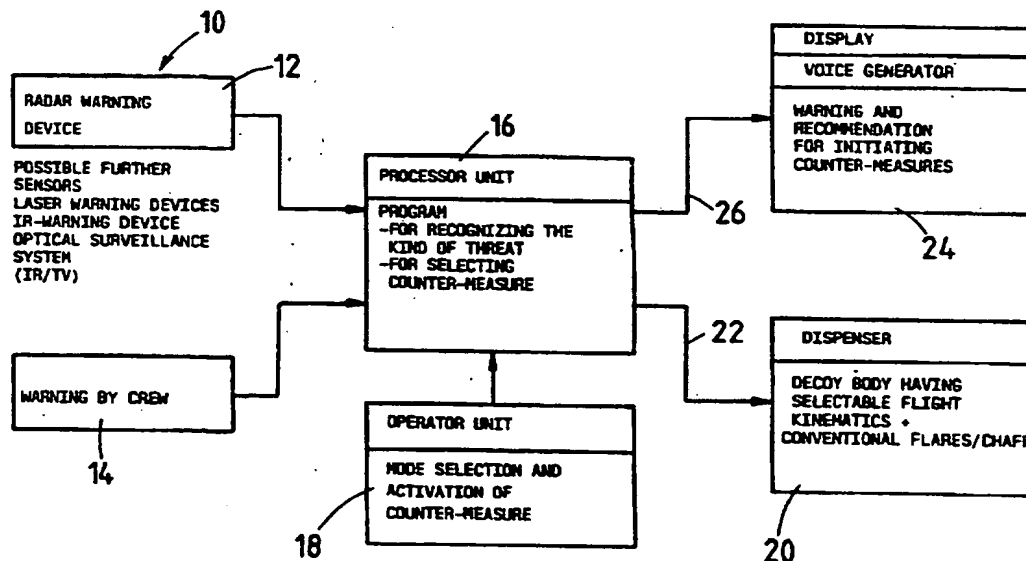 10
12
RADAR WARNING
DEVICE
POSSIBLE FURTHER
SENSORS
LASER WARNING DEVICES
IR-WARNING DEVICE
OPTICAL SURVEILLANCE
SYSTEM
(IR/TV)
WARNING BY CREW
14
16
PROCESSOR UNIT
PROGRAM
-FOR RECOGNIZING THE
KIND OF THREAT
-FOR SELECTING
COUNTER-MEASURE
OPERATOR UNIT
MODE SELECTION AND
ACTIVATION OF
COUNTER-MEASURE
18
DISPLAY
VOICE GENERATOR
WARNING AND
RECOMMENDATION
FOR INITIATING
COUNTER-MEASURES
26
24
22
DISPENSER
DECOY BODY HAVING
SELECTABLE FLIGHT
KINEMATICS +
CONVENTIONAL FLARES/CHAFF
20